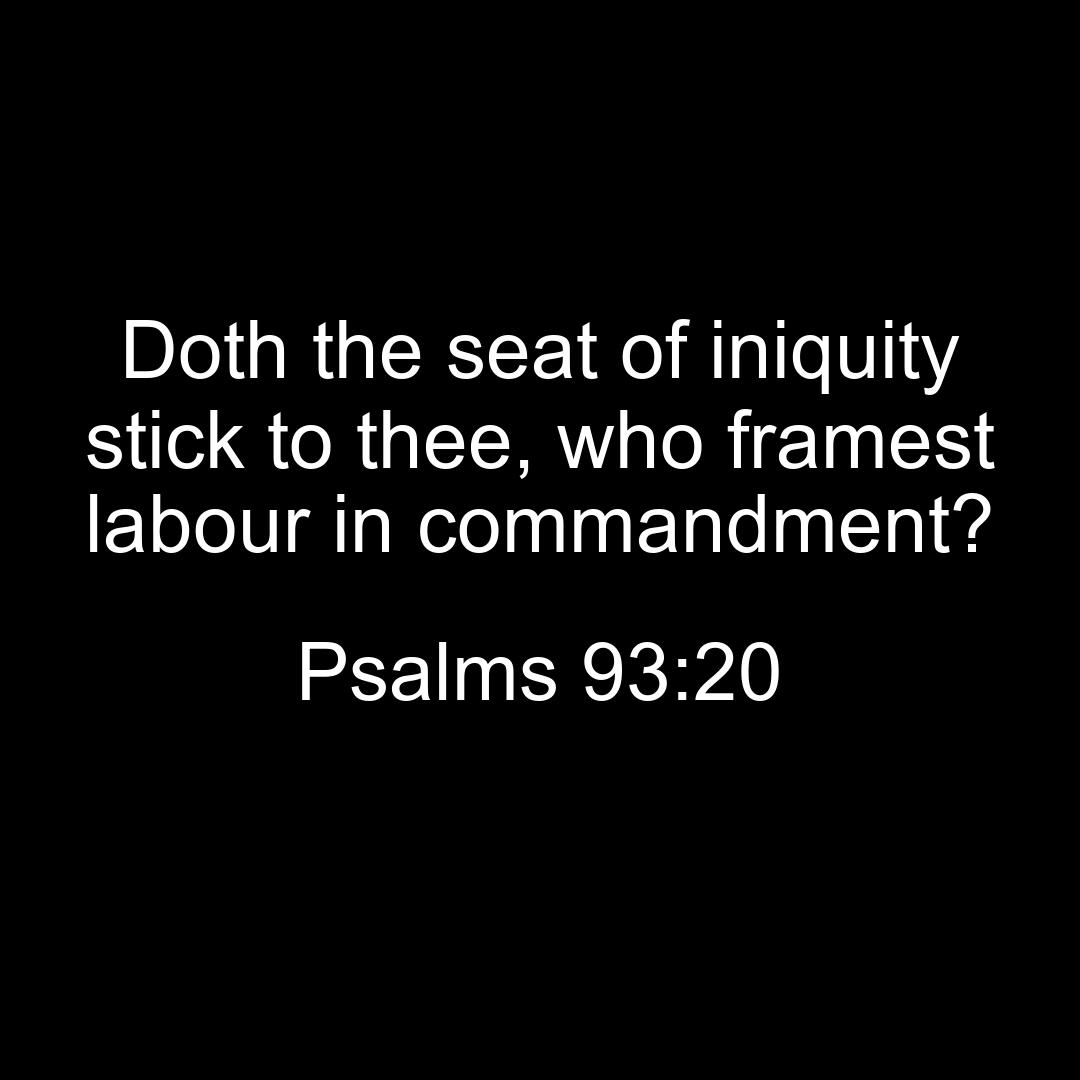 Doth the seat of iniquity
stick to thee, who framest
labour in commandment?
Psalms 93:20